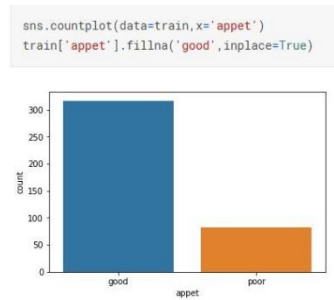 sns.countplot(data=train,x='appet')
train['appet'].fillna('good',inplace=True)
300
250
200
150
100
50
0
count
good poor
appet